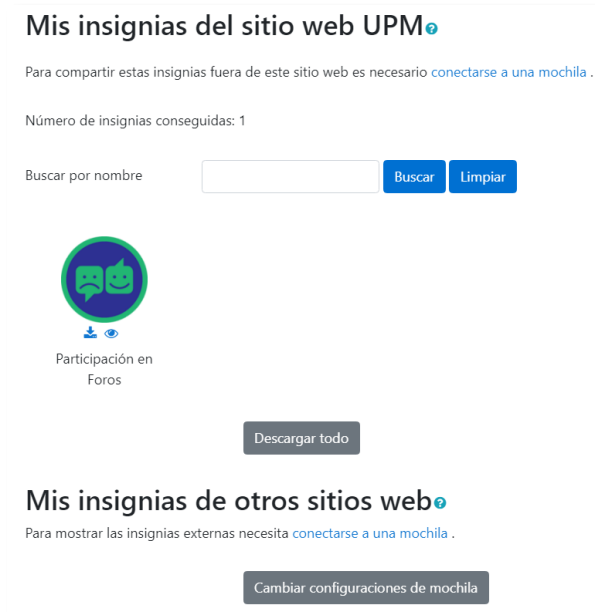 Mis insignias del sitio web UPM
Para compartir estas insignias fuera de este sitio web es necesario conectarse a una mochila .
Número de insignias conseguidas: 1
Buscar por nombre
Buscar
Limpiar
Participación en
Foros
Descargar todo
Mis insignias de otros sitios web
Para mostrar las insignias externas necesita conectarse a una mochila .
Cambiar configuraciones de mochila